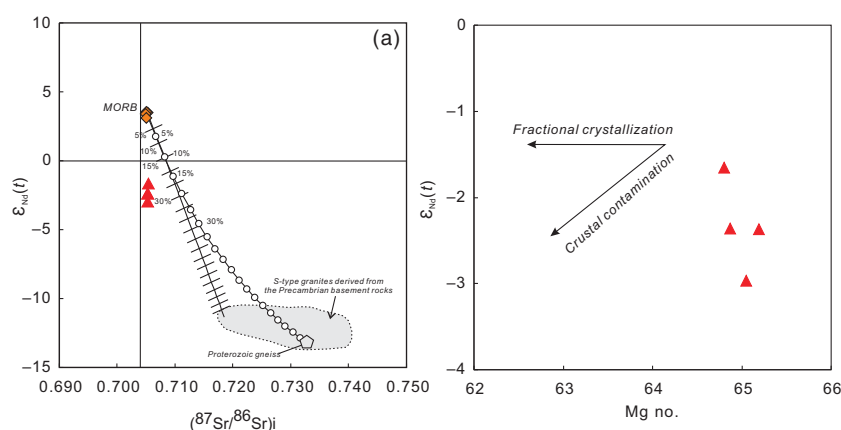 10
5
0
−5
−10
−15
ε_Nd(t)
(a)
MORB
5%
5%
10%
10%
15%
15%
30%
30%
S-type granites derived from
the Precambrian basement rocks
Proterozoic gneiss
0.690
0.700
0.710
0.720
0.730
0.740
0.750
(⁸⁷Sr/⁸⁶Sr)i
0
−1
−2
−3
−4
ε_Nd(t)
Fractional crystallization
Crustal contamination
62
63
64
65
66
Mg no.